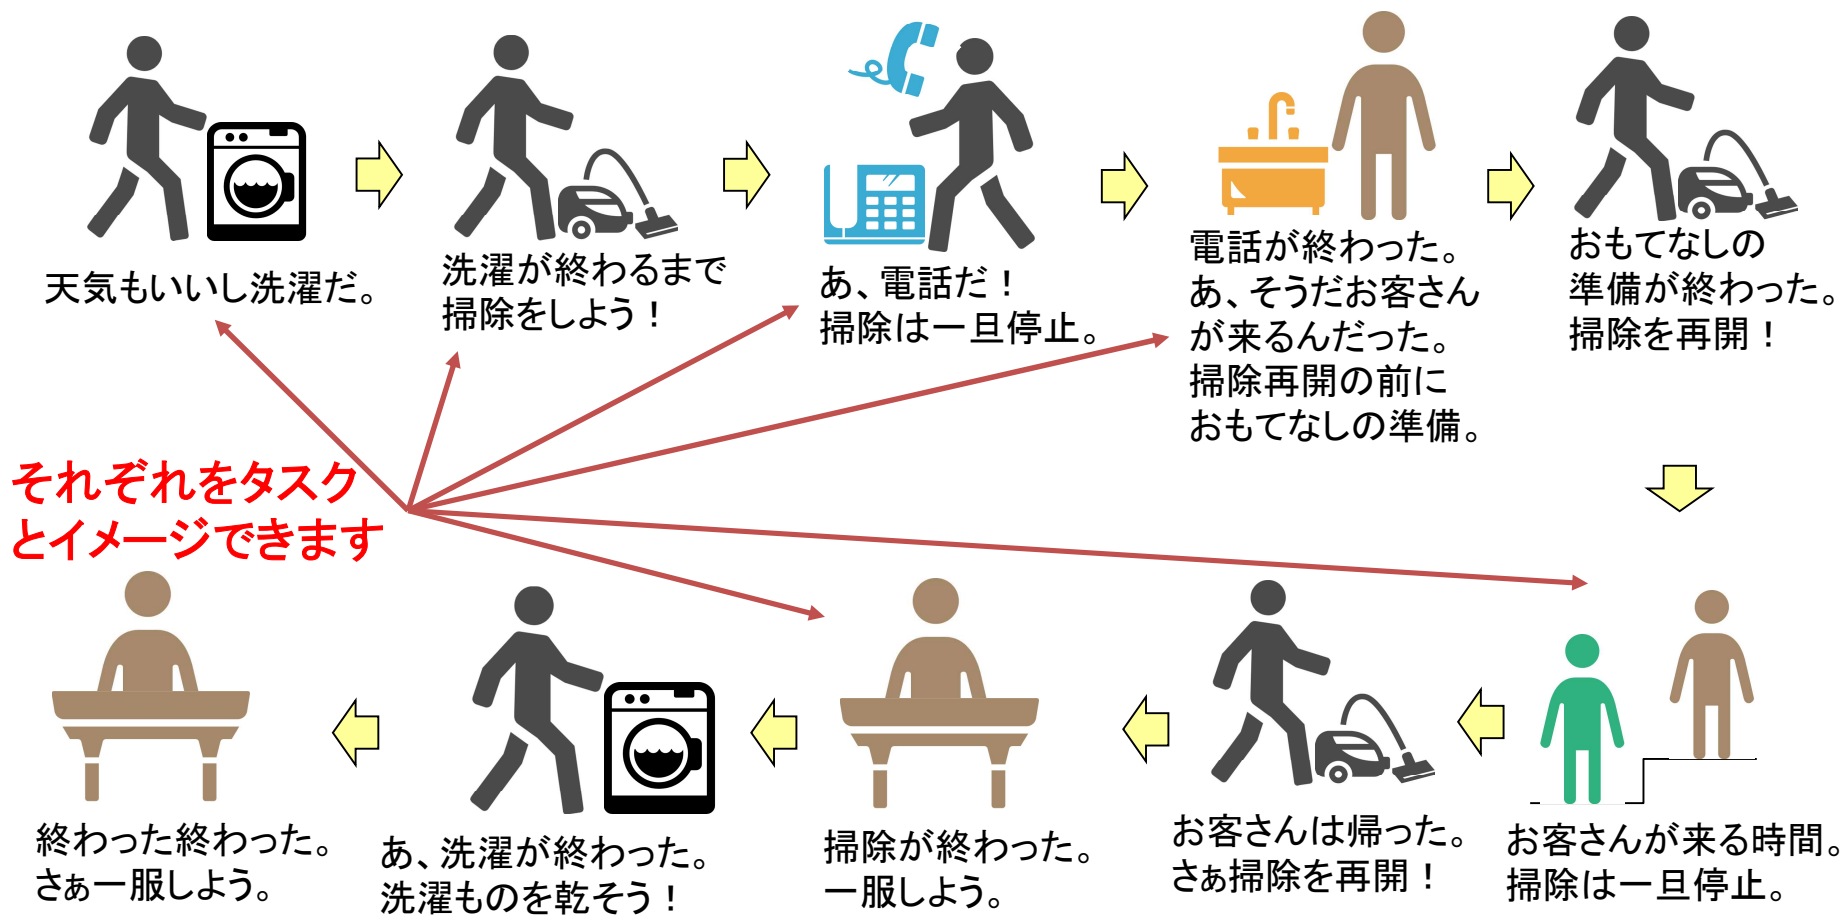 天気もいいし洗濯だ。
洗濯が終わるまで
掃除をしよう！
あ、電話だ！
掃除は一旦停止。
電話が終わった。
あ、そうだお客さん
が来るんだった。
掃除再開の前に
おもてなしの準備。
おもてなしの
準備が終わった。
掃除を再開！
それぞれをタスク
とイメージできます
お客さんが来る時間。
掃除は一旦停止。
お客さんは帰った。
さぁ掃除を再開！
掃除が終わった。
一服しよう。
あ、洗濯が終わった。
洗濯ものを乾そう！
終わった終わった。
さぁ一服しよう。